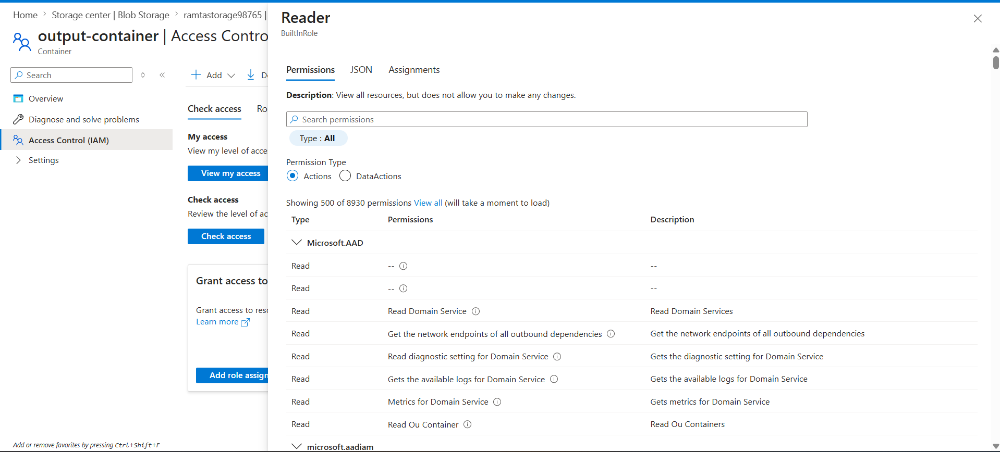 Home > Storage center | Blob Storage > ramtastorage98765 |
output-container | Access Contro
Container
Search
Overview
Diagnose and solve problems
Access Control (IAM)
Settings
Add or remove favorites by pressing Ctrl+Shift+F
Add
Check access
My access
View my level of acce
View my access
Check access
Review the level of ac
Check access
Grant access to
Grant access to reso
Learn more
Add role assign
Reader
BuiltInRole
Permissions JSON Assignments
Description: View all resources, but does not allow you to make any changes.
Search permissions
Type : All
Permission Type
Actions DataActions
Showing 500 of 8930 permissions View all (will take a moment to load)
Type Permissions Description
Microsoft.AAD
Read -- --
Read -- --
Read Read Domain Service Read Domain Services
Read Get the network endpoints of all outbound dependencies Get the network endpoints of all outbound dependencies
Read Read diagnostic setting for Domain Service Gets the diagnostic setting for Domain Service
Read Gets the available logs for Domain Service Gets the available logs for Domain Service
Read Metrics for Domain Service Gets metrics for Domain Service
Read Read Ou Container Read Ou Containers
microsoft.aadiam